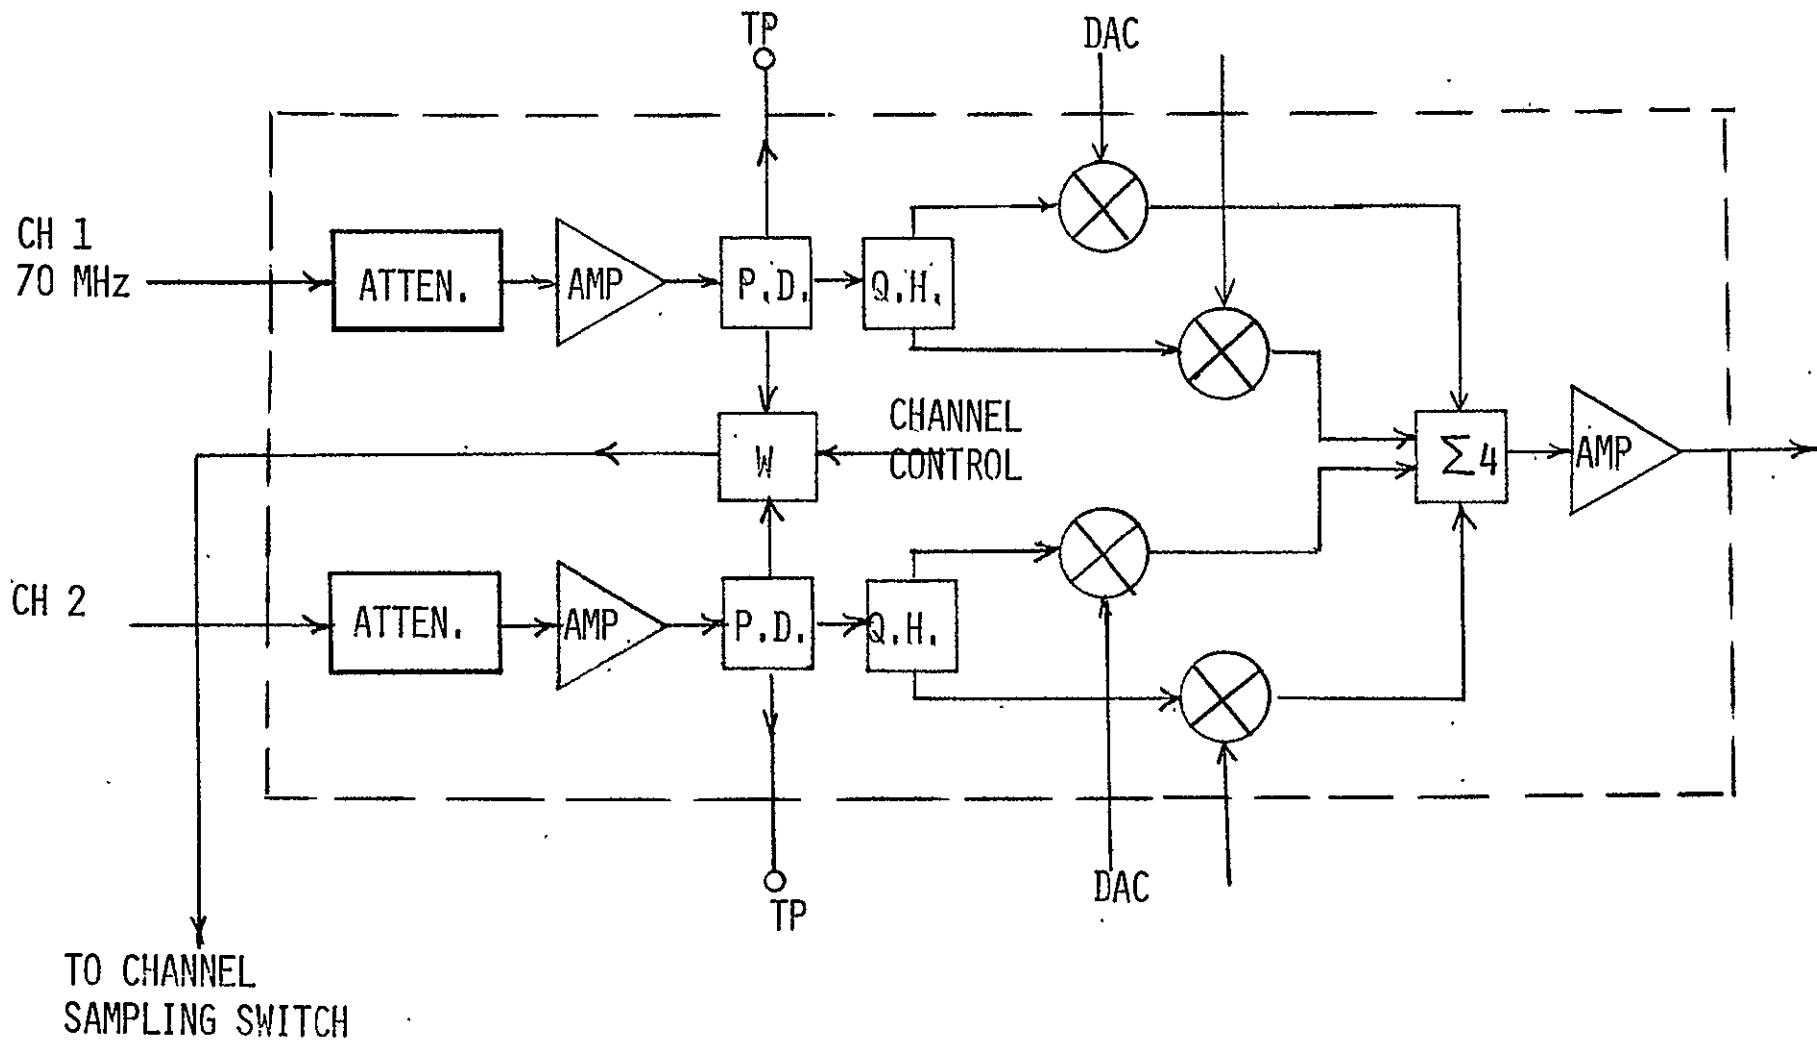 TP
DAC
CH 1
70 MHz
ATTEN.
AMP
P.D.
Q.H.
CHANNEL
CONTROL
W
Σ4
AMP
CH 2
ATTEN.
AMP
P.D.
Q.H.
DAC
TP
TO CHANNEL
SAMPLING SWITCH